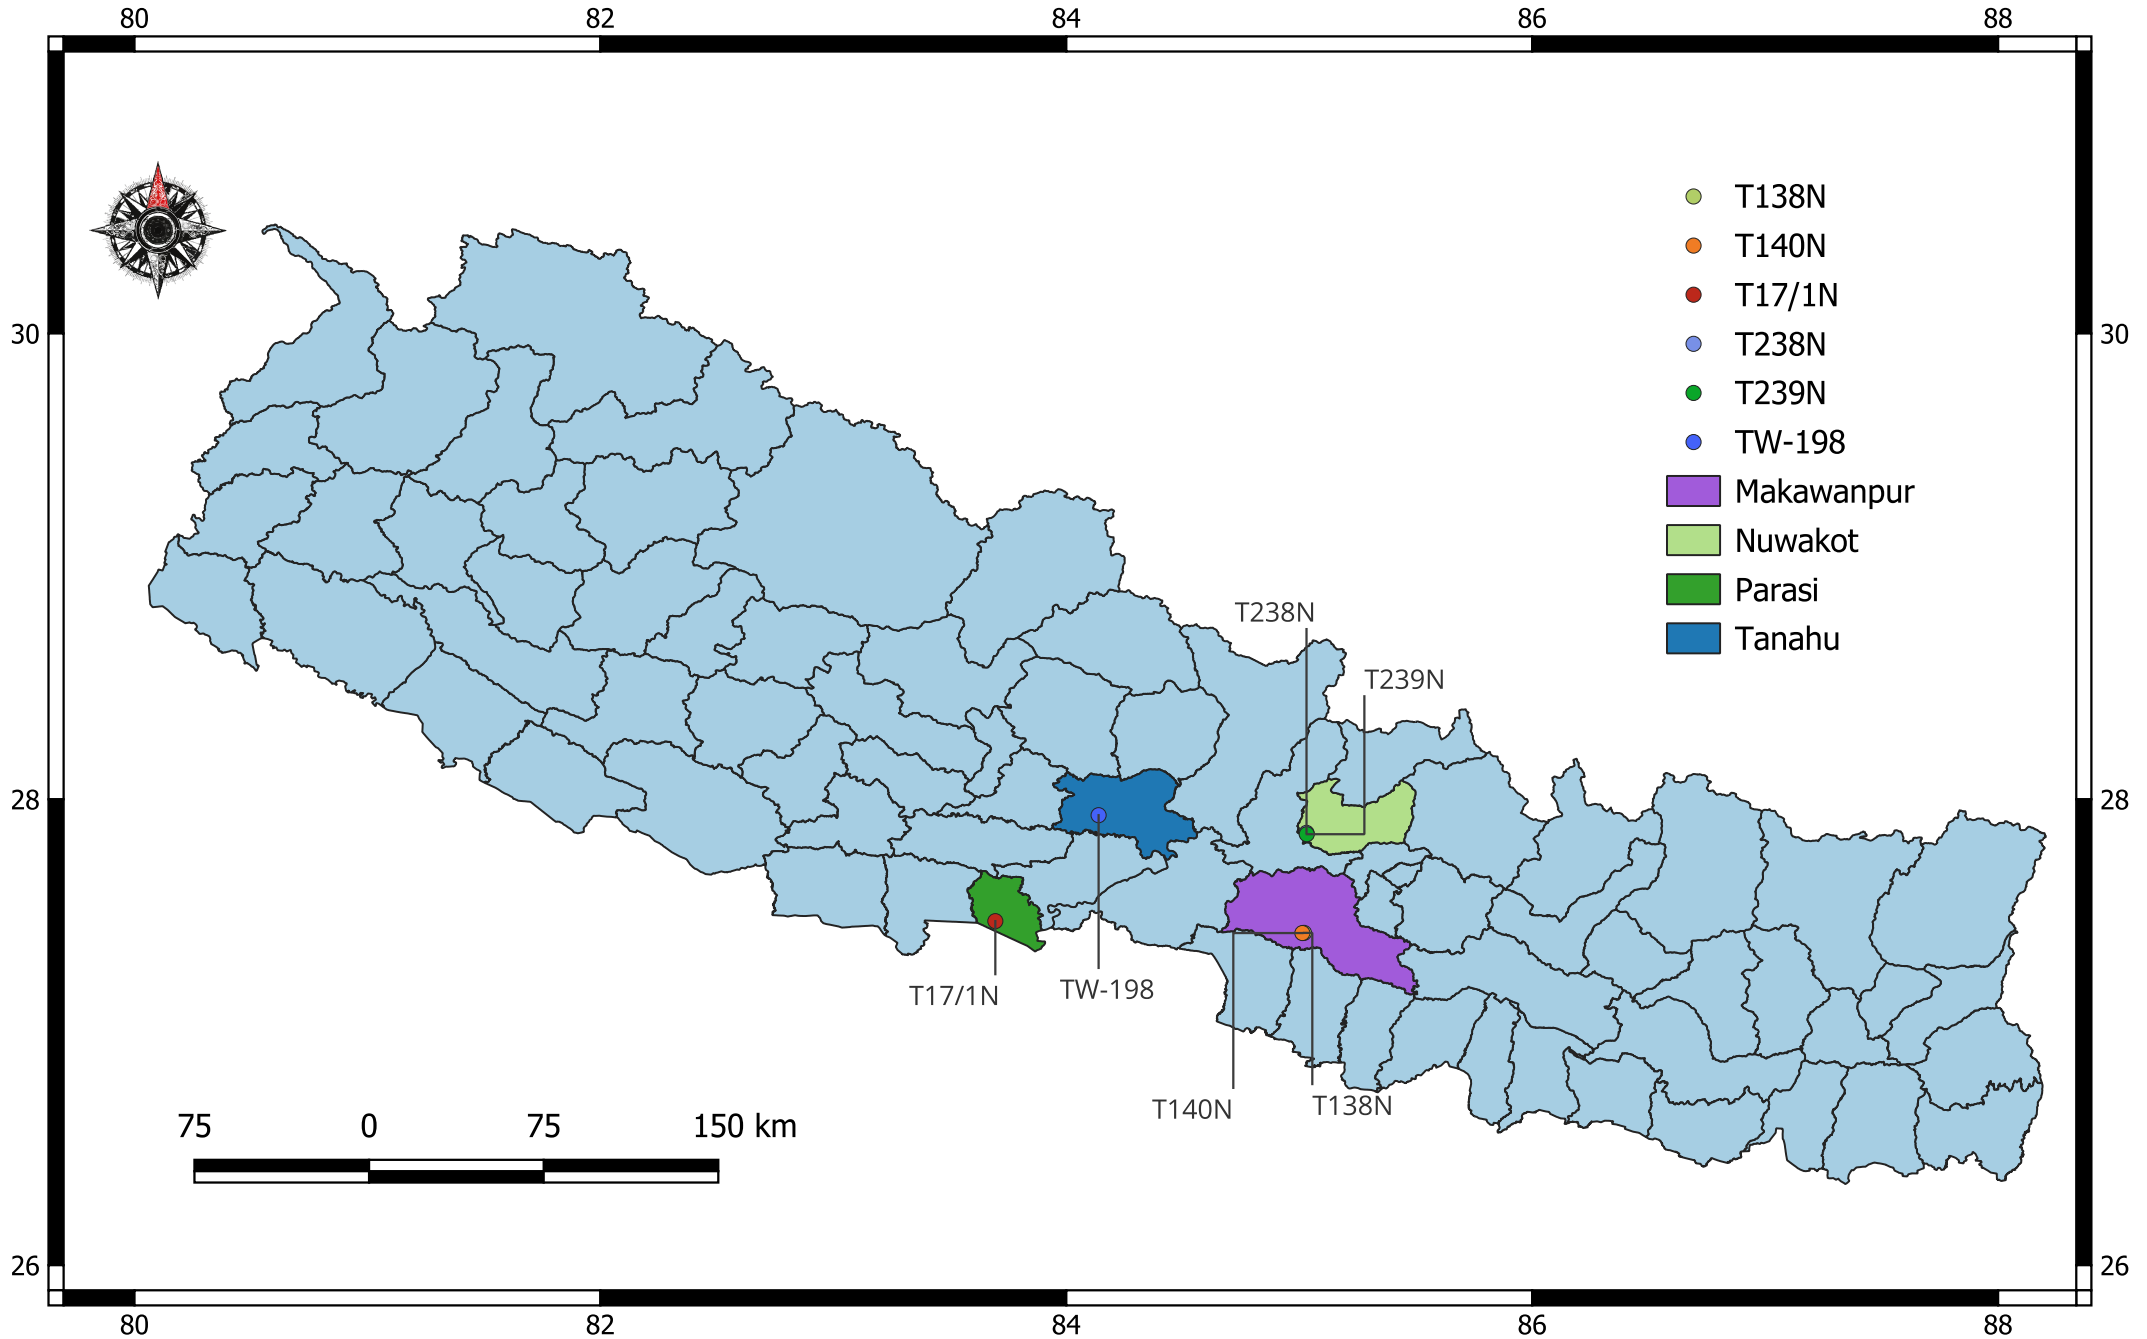 80 82 84 86 88
T138N
T140N
T17/1N
30 30
T238N
T239N
TW-198
Makawanpur
Nuwakot
Parasi
T238N
Tanahu
T239N
28 28
T17/1N
TW-198
T140N
T138N
75 0 75 150 km
26 26
80 82 84 86 88